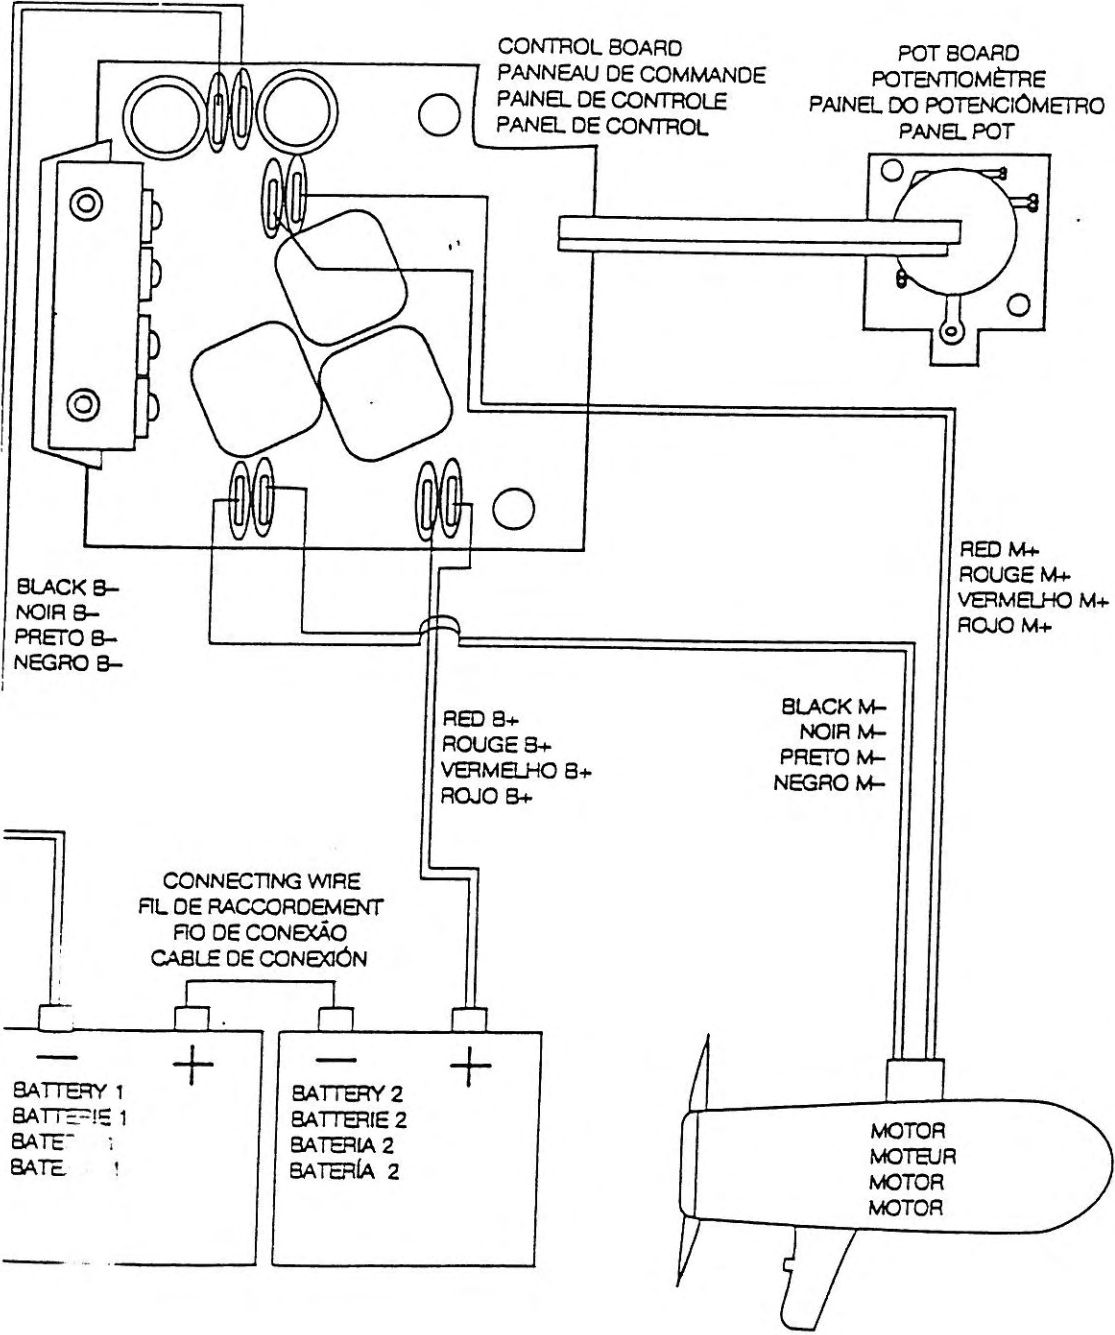 CONTROL BOARD
PANNEAU DE COMMANDE
PAINEL DE CONTROLE
PANEL DE CONTROL
POT BOARD
POTENTIOMÈTRE
PAINEL DO POTENCIÔMETRO
PANEL POT
BLACK B–
NOIR B–
PRETO B–
NEGRO B–
RED M+
ROUGE M+
VERMELHO M+
ROJO M+
RED B+
ROUGE B+
VERMELHO B+
ROJO B+
BLACK M–
NOIR M–
PRETO M–
NEGRO M–
CONNECTING WIRE
FIL DE RACCORDEMENT
FIO DE CONEXÃO
CABLE DE CONEXIÓN
– +
– +
BATTERY 1
BATTERIE 1
BATTERY 2
BATTERIE 2
BATERIA 2
BATERÍA 2
MOTOR
MOTEUR
MOTOR
MOTOR